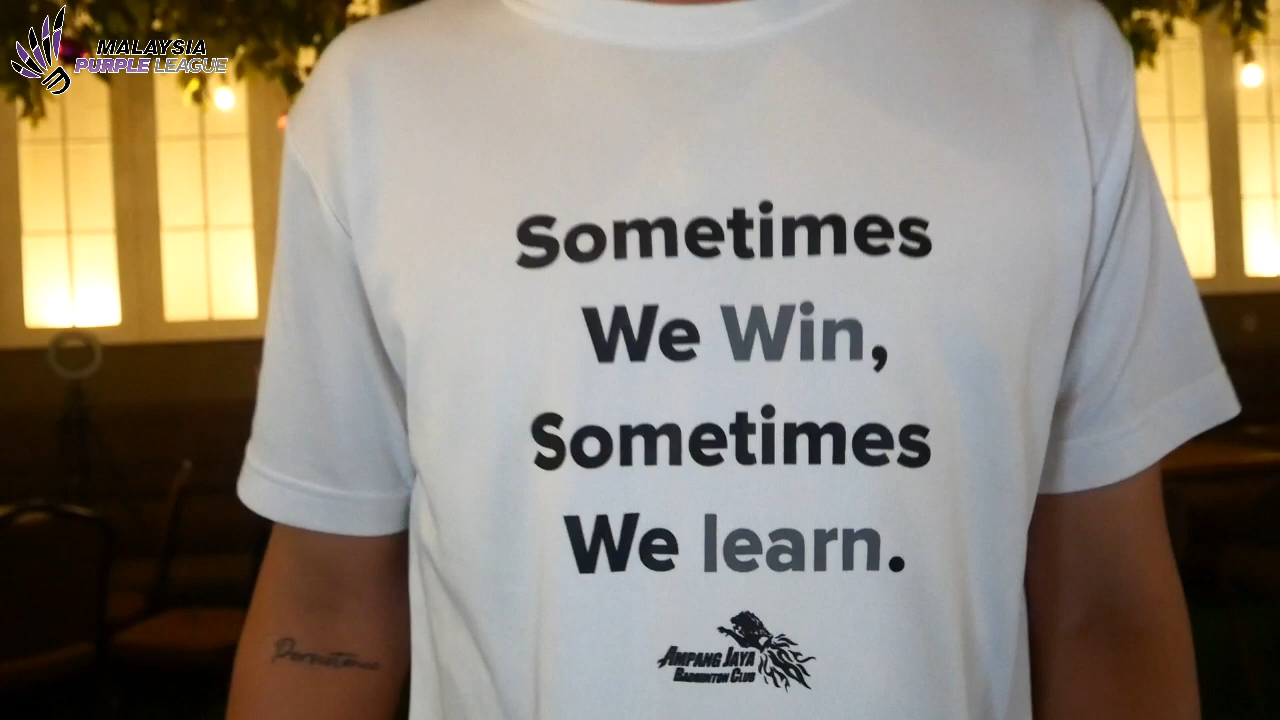 MALAYSIA
PURPLE LEAGUE
Sometimes
We Win,
Sometimes
We learn.
AMPANG JAYA
BADMINTON CLUB